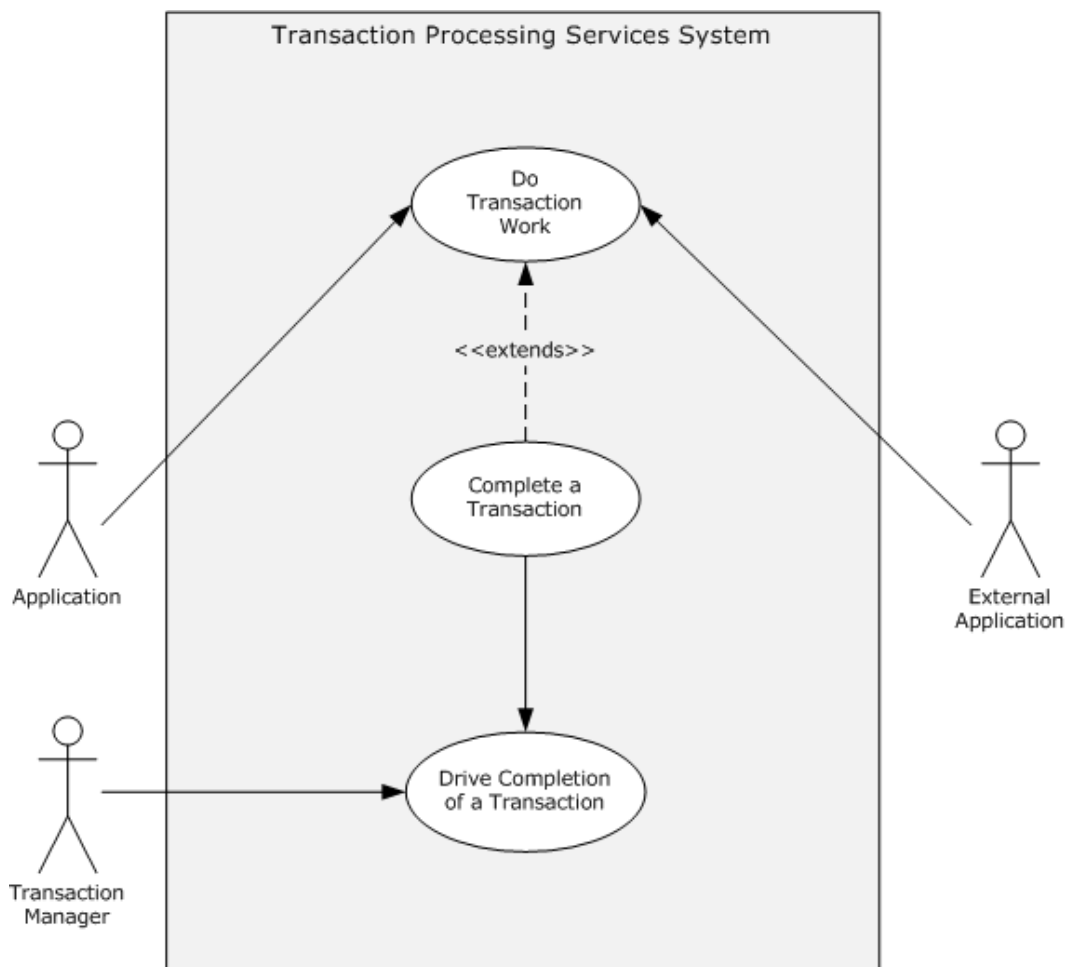 Transaction Processing Services System
Do
Transaction
Work
<<extends>>
Complete a
Transaction
Application
External
Application
Drive Completion
of a Transaction
Transaction
Manager